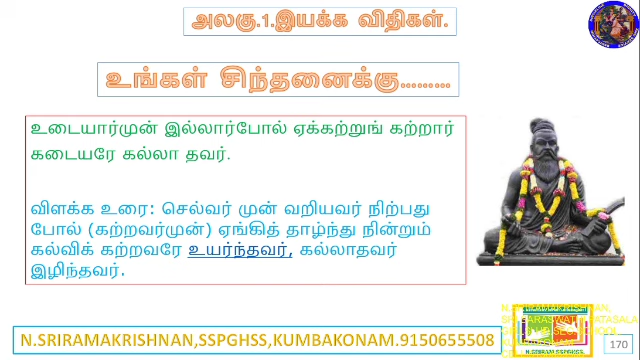 அலகு.1.இயக்க விதிகள்.
உங்கள் சிந்தனைக்கு.........
உடையார்முன் இல்லார்போல் ஏக்கற்றுங் கற்றார்
கடையரே கல்லா தவர்.
விளக்க உரை: செல்வர் முன் வறியவர் நிற்பது
போல் (கற்றவர்முன்) ஏங்கித் தாழ்ந்து நின்றும்
கல்விக் கற்றவரே உயர்ந்தவர், கல்லாதவர்
இழிந்தவர்.
N.SRIRAMAKRISHNAN,SSPGHSS,KUMBAKONAM.9150655508
N.SRIRAM.SSPGHSS.
170